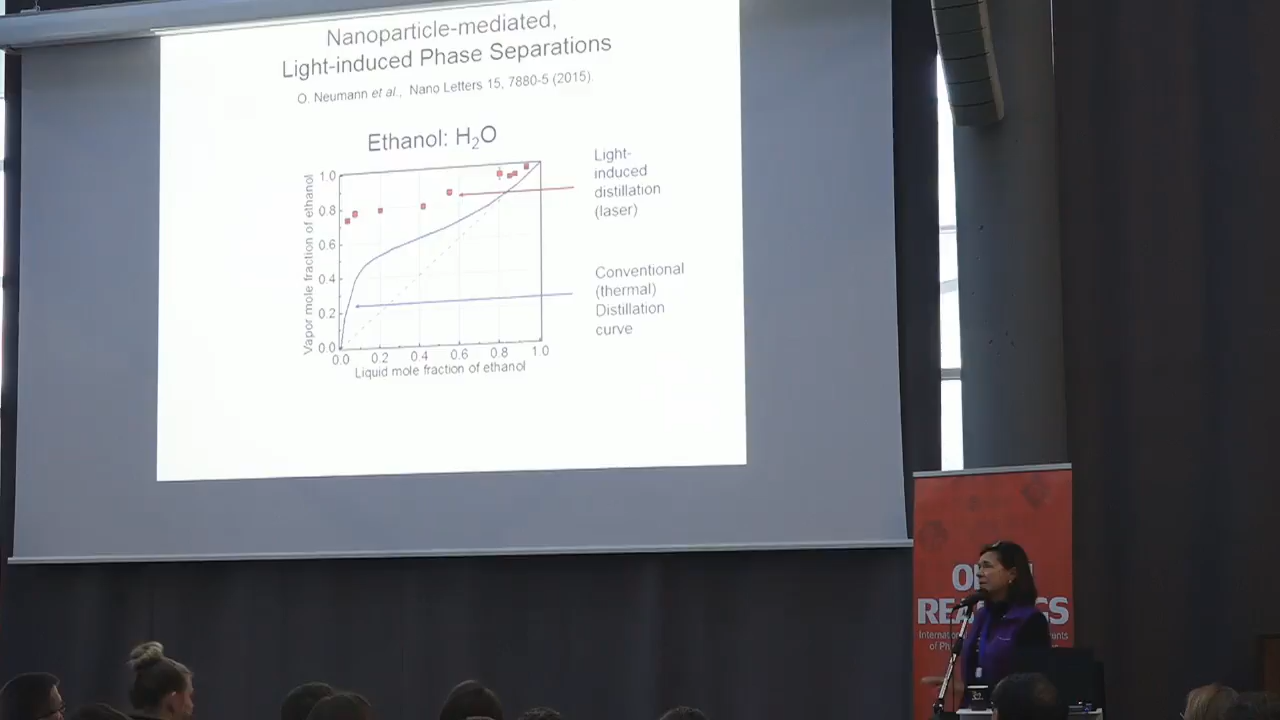 Nanoparticle-mediated,
Light-induced Phase Separations
O. Neumann et al., Nano Letters 15, 7880-5 (2015).
Ethanol: H₂O
Vapor mole fraction of ethanol
1.0
0.8
0.6
0.4
0.2
0.0
0.0 0.2 0.4 0.6 0.8 1.0
Liquid mole fraction of ethanol
Light-
induced
distillation
(laser)
Conventional
(thermal)
Distillation
curve